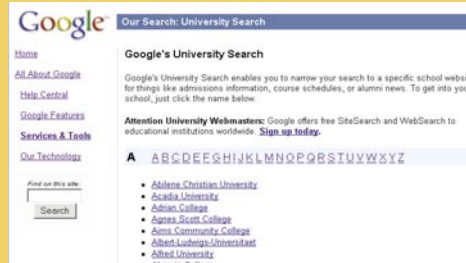 Google
Our Search: University Search
Home
All About Google
Help Central
Google Features
Services & Tools
Our Technology
Find on this site:
Search
Google's University Search
Google's University Search enables you to narrow your search to a specific school websi
for things like admissions information, course schedules, or alumni news. To get into you
school, just click the name below.
Attention University Webmasters: Google offers free SiteSearch and WebSearch to
educational institutions worldwide. Sign up today.
A A B C D E F G H I J K L M N O P Q R S T U V W X Y Z
Abilene Christian University
Acadia University
Adrian College
Agnes Scott College
Aims Community College
Albert-Ludwigs-Universitaet
Alfred University